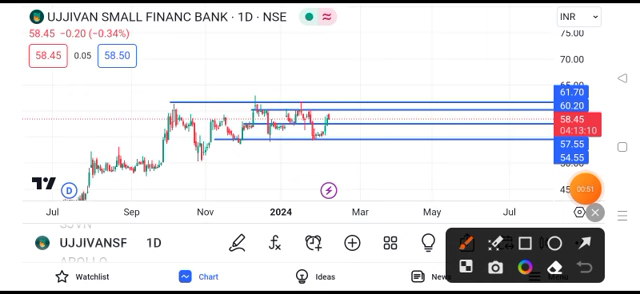 UJJIVAN SMALL FINANC BANK · 1D · NSE
INR
58.45 −0.20 (−0.34%)
58.45 0.05 58.50
75.00
70.00
61.70
60.20
58.45
04:13:10
57.55
54.55
D
00:51
Jul Sep Nov 2024 Mar May Jul
UJJIVANSF 1D
Watchlist Chart Ideas News